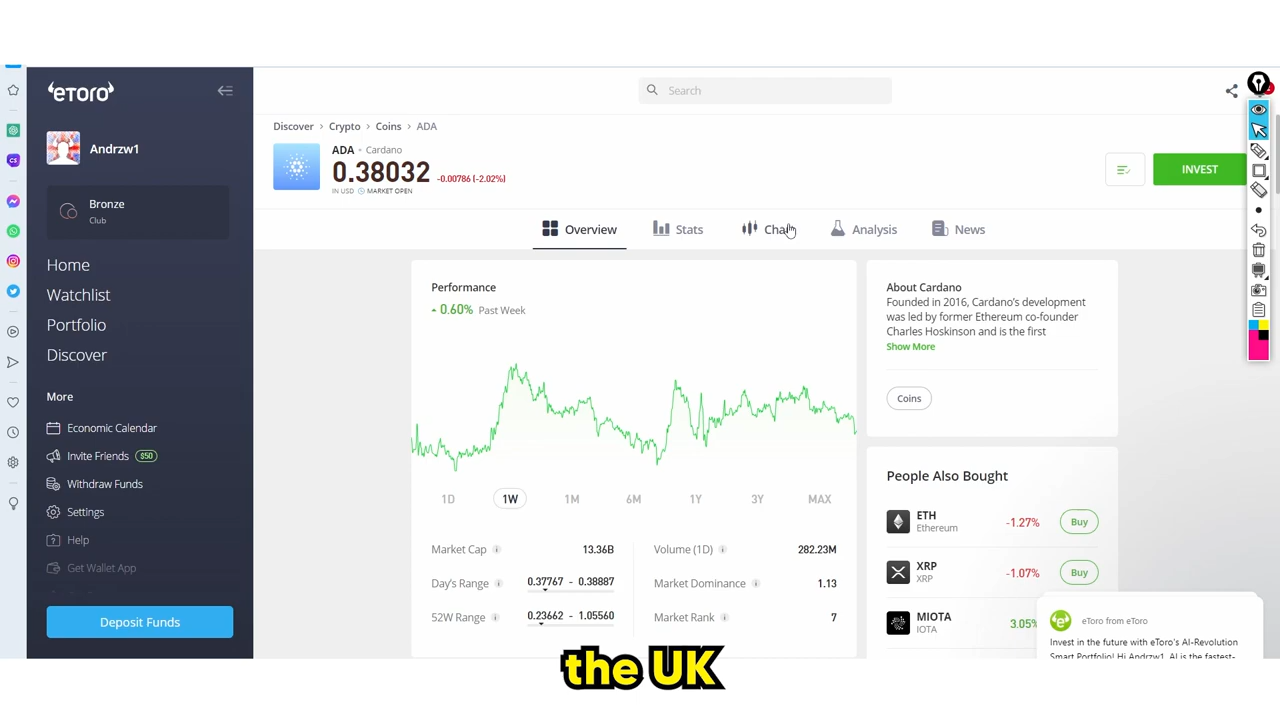 eToro
Search
Andrzw1
Bronze
Club
Home
Watchlist
Portfolio
Discover
More
Economic Calendar
Invite Friends $50
Withdraw Funds
Settings
Help
Get Wallet App
Deposit Funds
Discover > Crypto > Coins > ADA
ADA • Cardano
0.38032 -0.00786 (-2.02%)
IN USD MARKET OPEN
INVEST
Overview Stats Cha Analysis News
Performance
0.60% Past Week
1D 1W 1M 6M 1Y 3Y MAX
Market Cap 13.36B Volume (1D) 282.23M
Day's Range 0.37767 - 0.38887 Market Dominance 1.13
52W Range 0.23662 - 1.05560 Market Rank 7
About Cardano
Founded in 2016, Cardano's development
was led by former Ethereum co-founder
Charles Hoskinson and is the first
Show More
Coins
People Also Bought
ETH -1.27% Buy
Ethereum
XRP -1.07% Buy
XRP
MIOTA 3.05%
IOTA
eToro from eToro
Invest in the future with eToro's AI-Revolution
Smart Portfolio! Hi Andrzw1, AI is the fastest-
the UK